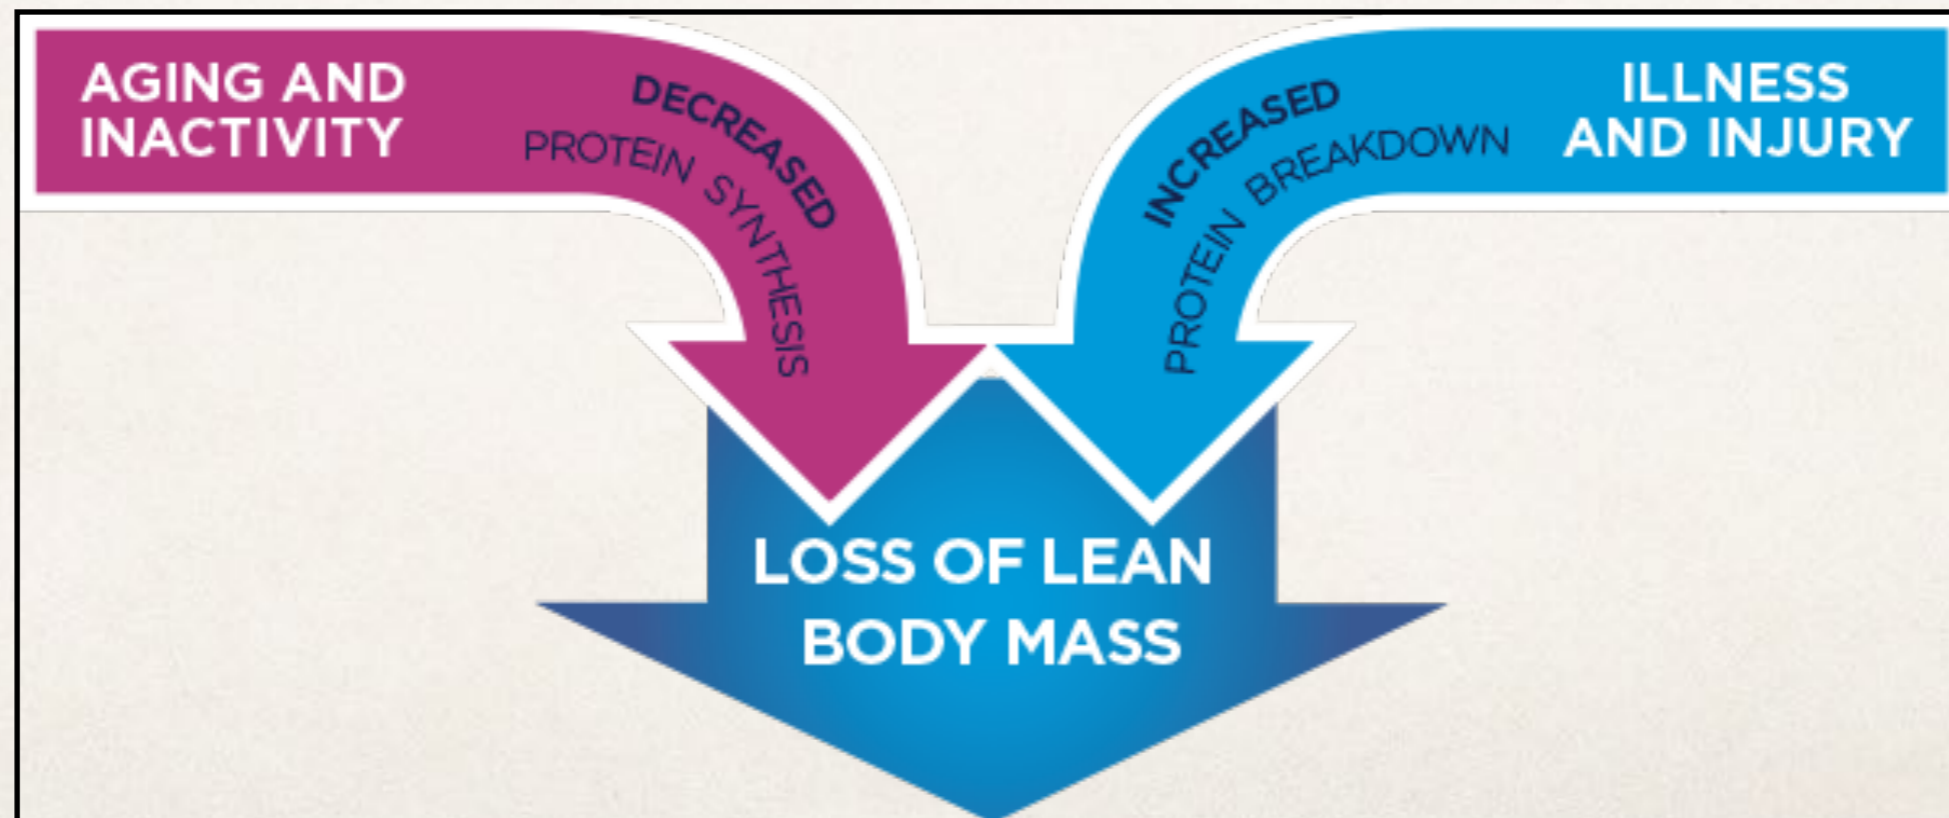 AGING AND
INACTIVITY
DECREASED
PROTEIN SYNTHESIS
INCREASED
PROTEIN BREAKDOWN
ILLNESS
AND INJURY
LOSS OF LEAN
BODY MASS